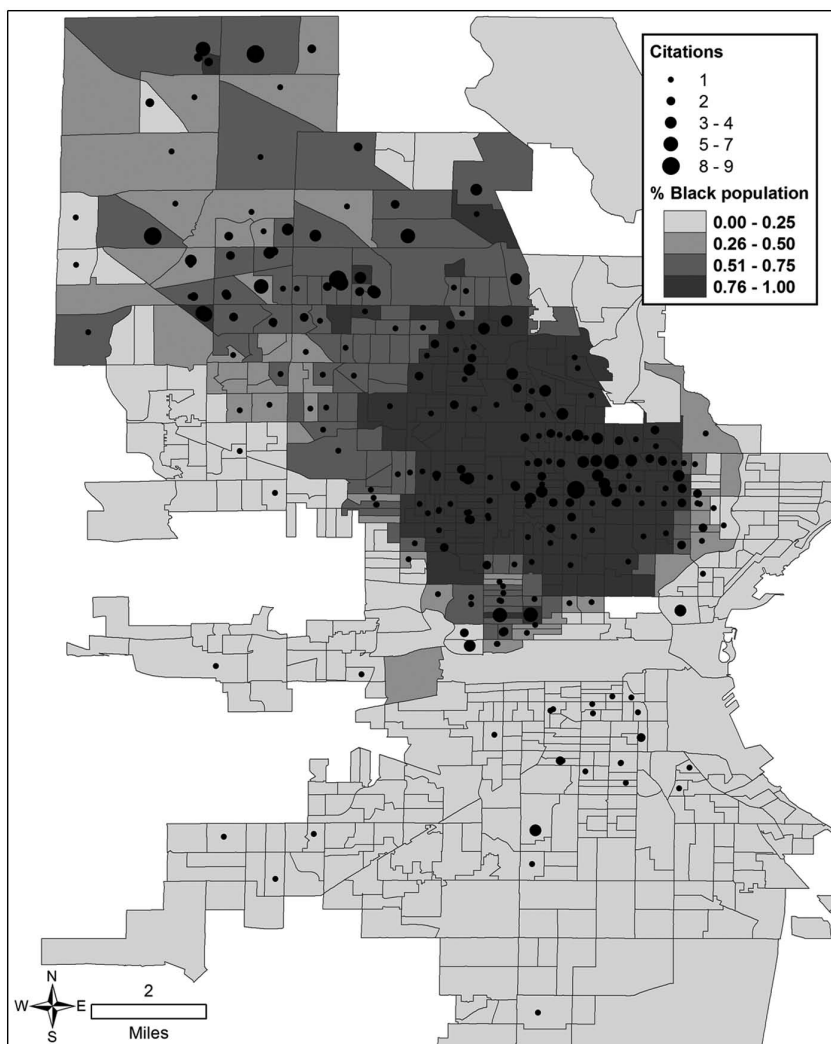 Citations
1
2
3 - 4
5 - 7
8 - 9
% Black population
0.00 - 0.25
0.26 - 0.50
0.51 - 0.75
0.76 - 1.00
N
W E
S
2
Miles